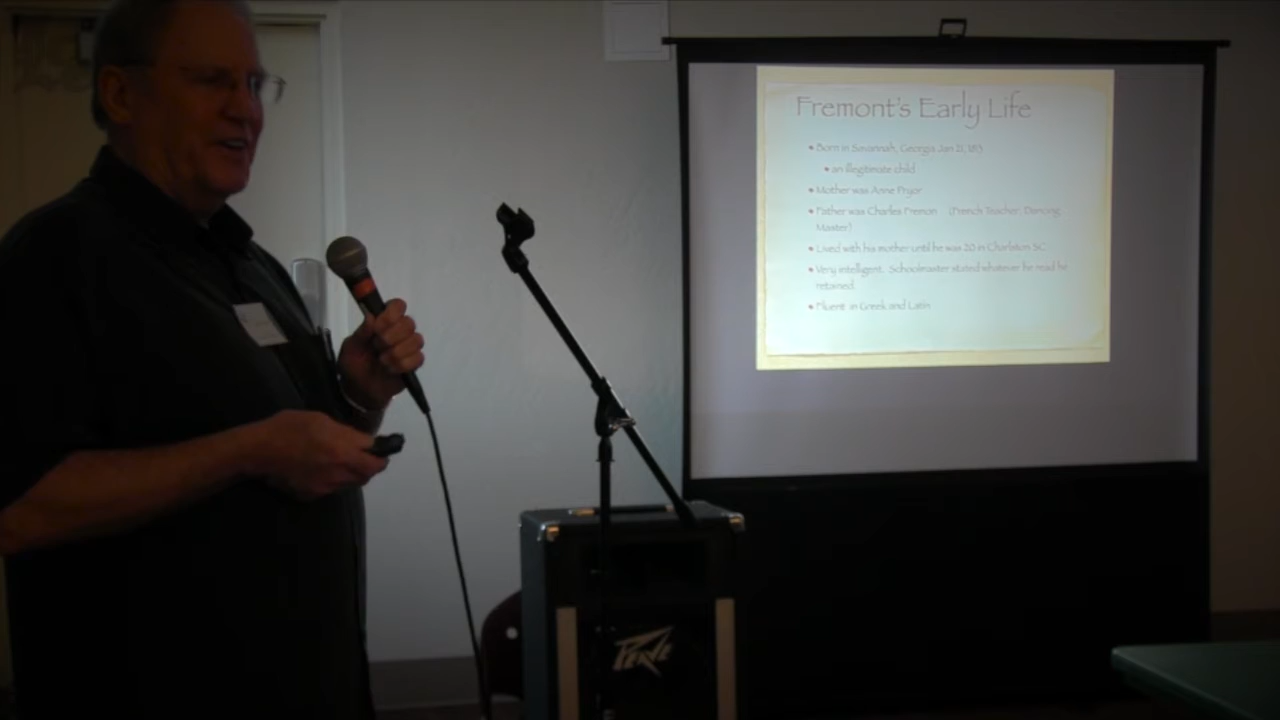 Fremont's Early Life
Born in Savannah, Georgia Jan 21, 1813
an illegitimate child
Mother was Anne Pryor
Father was Charles Fremon (French Teacher, Dancing
Master?
Lived with his mother until he was 20 in Charlston SC
Very intelligent. Schoolmaster stated whatever he read he
retained.
Fluent in Greek and Latin
PEAVEY